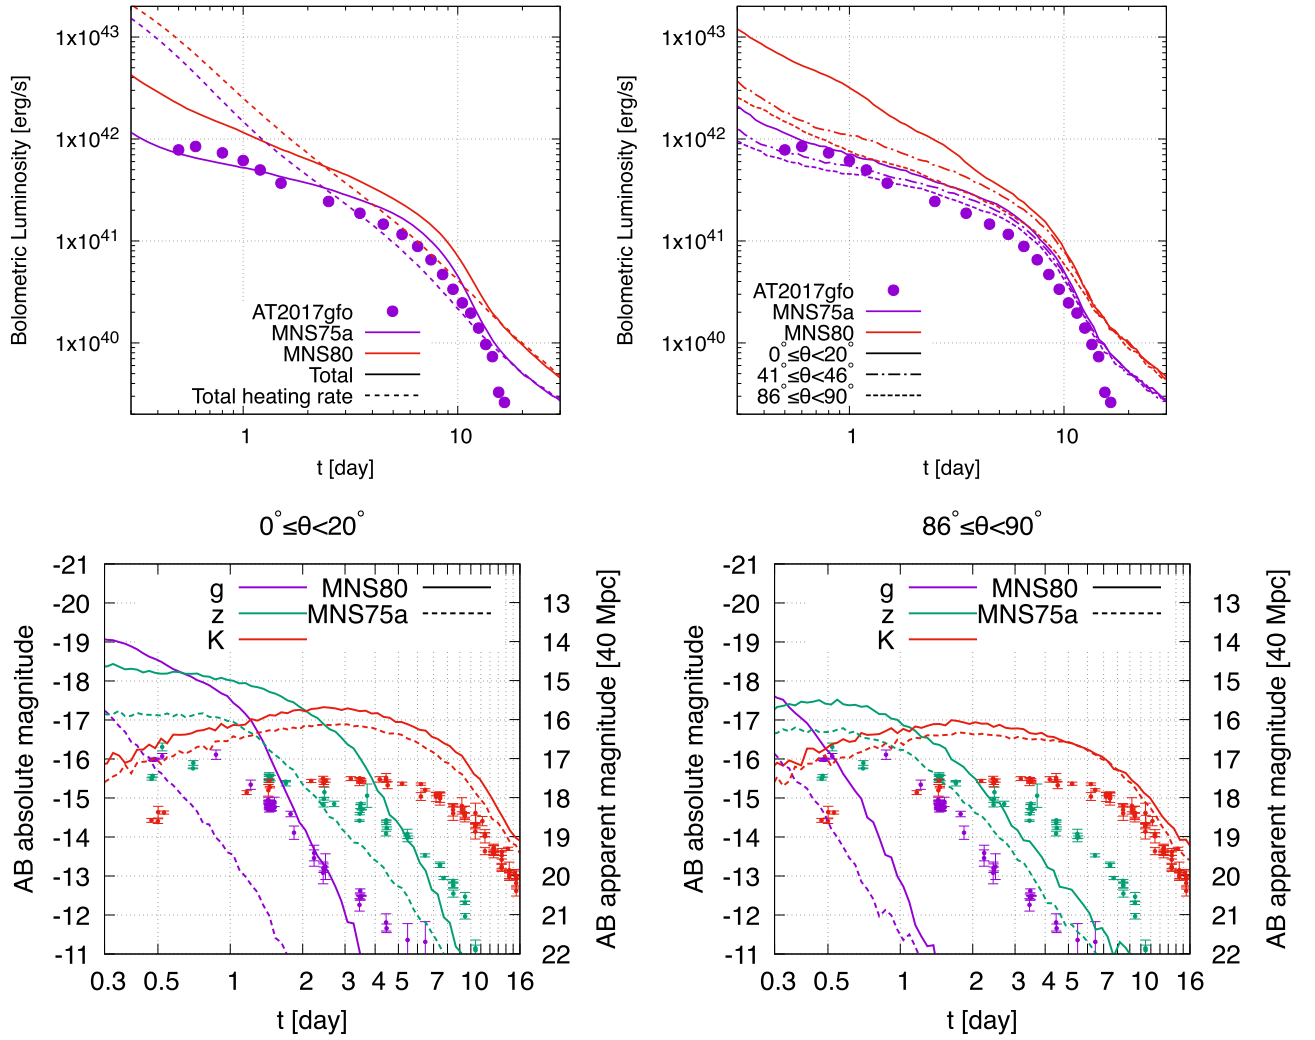 1x10^43
1x10^42
1x10^41
1x10^40
Bolometric Luminosity [erg/s]
AT2017gfo
MNS75a
MNS80
Total
Total heating rate
1
10
t [day]
1x10^43
1x10^42
1x10^41
1x10^40
Bolometric Luminosity [erg/s]
AT2017gfo
MNS75a
MNS80
0°≤θ<20°
41°≤θ<46°
86°≤θ<90°
1
10
t [day]
0°≤θ<20°
-21
-20
-19
-18
-17
-16
-15
-14
-13
-12
-11
AB absolute magnitude
g
z
K
MNS80
MNS75a
13
14
15
16
17
18
19
20
21
22
AB apparent magnitude [40 Mpc]
0.3 0.5 1 2 3 4 5 7 10 16
t [day]
86°≤θ<90°
-21
-20
-19
-18
-17
-16
-15
-14
-13
-12
-11
AB absolute magnitude
g
z
K
MNS80
MNS75a
13
14
15
16
17
18
19
20
21
22
AB apparent magnitude [40 Mpc]
0.3 0.5 1 2 3 4 5 7 10 16
t [day]